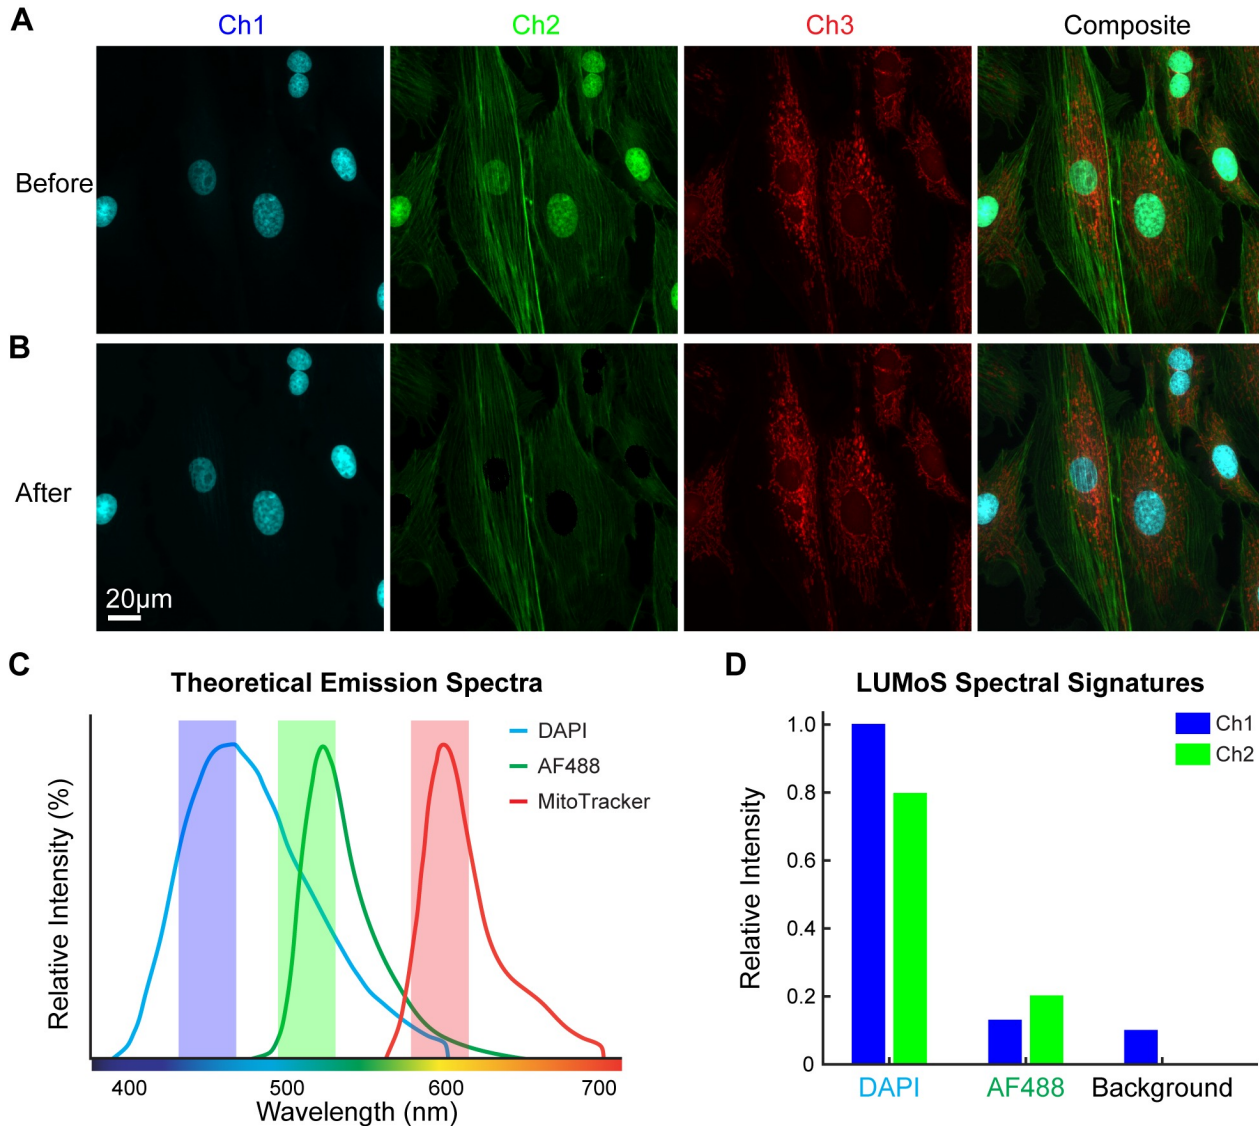 A
Ch1 Ch2 Ch3 Composite
Before
B
After
20µm
C
Theoretical Emission Spectra
DAPI
AF488
MitoTracker
Relative Intensity (%)
400 500 600 700
Wavelength (nm)
D
LUMoS Spectral Signatures
Ch1
Ch2
Relative Intensity
1.0
0.8
0.6
0.4
0.2
0
DAPI AF488 Background